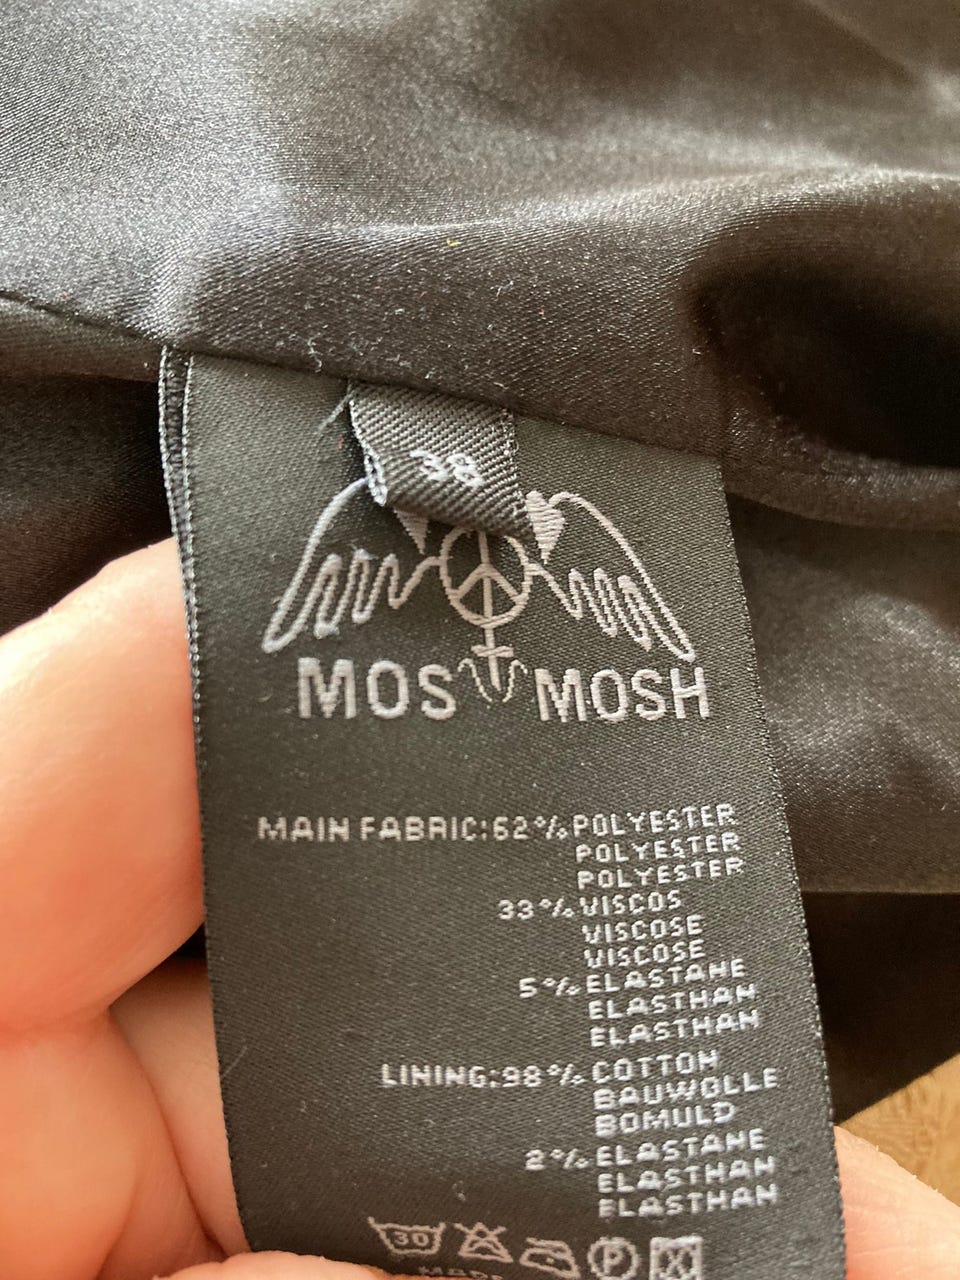 38
MOS MOSH
MAIN FABRIC:62%POLYESTER
POLYESTER
POLYESTER
33%VISCOS
VISCOSE
VISCOSE
5%ELASTANE
ELASTHAN
ELASTHAN
LINING:98%COTTON
BAUWOLLE
BOMULD
2%ELASTANE
ELASTHAN
ELASTHAN
30 P